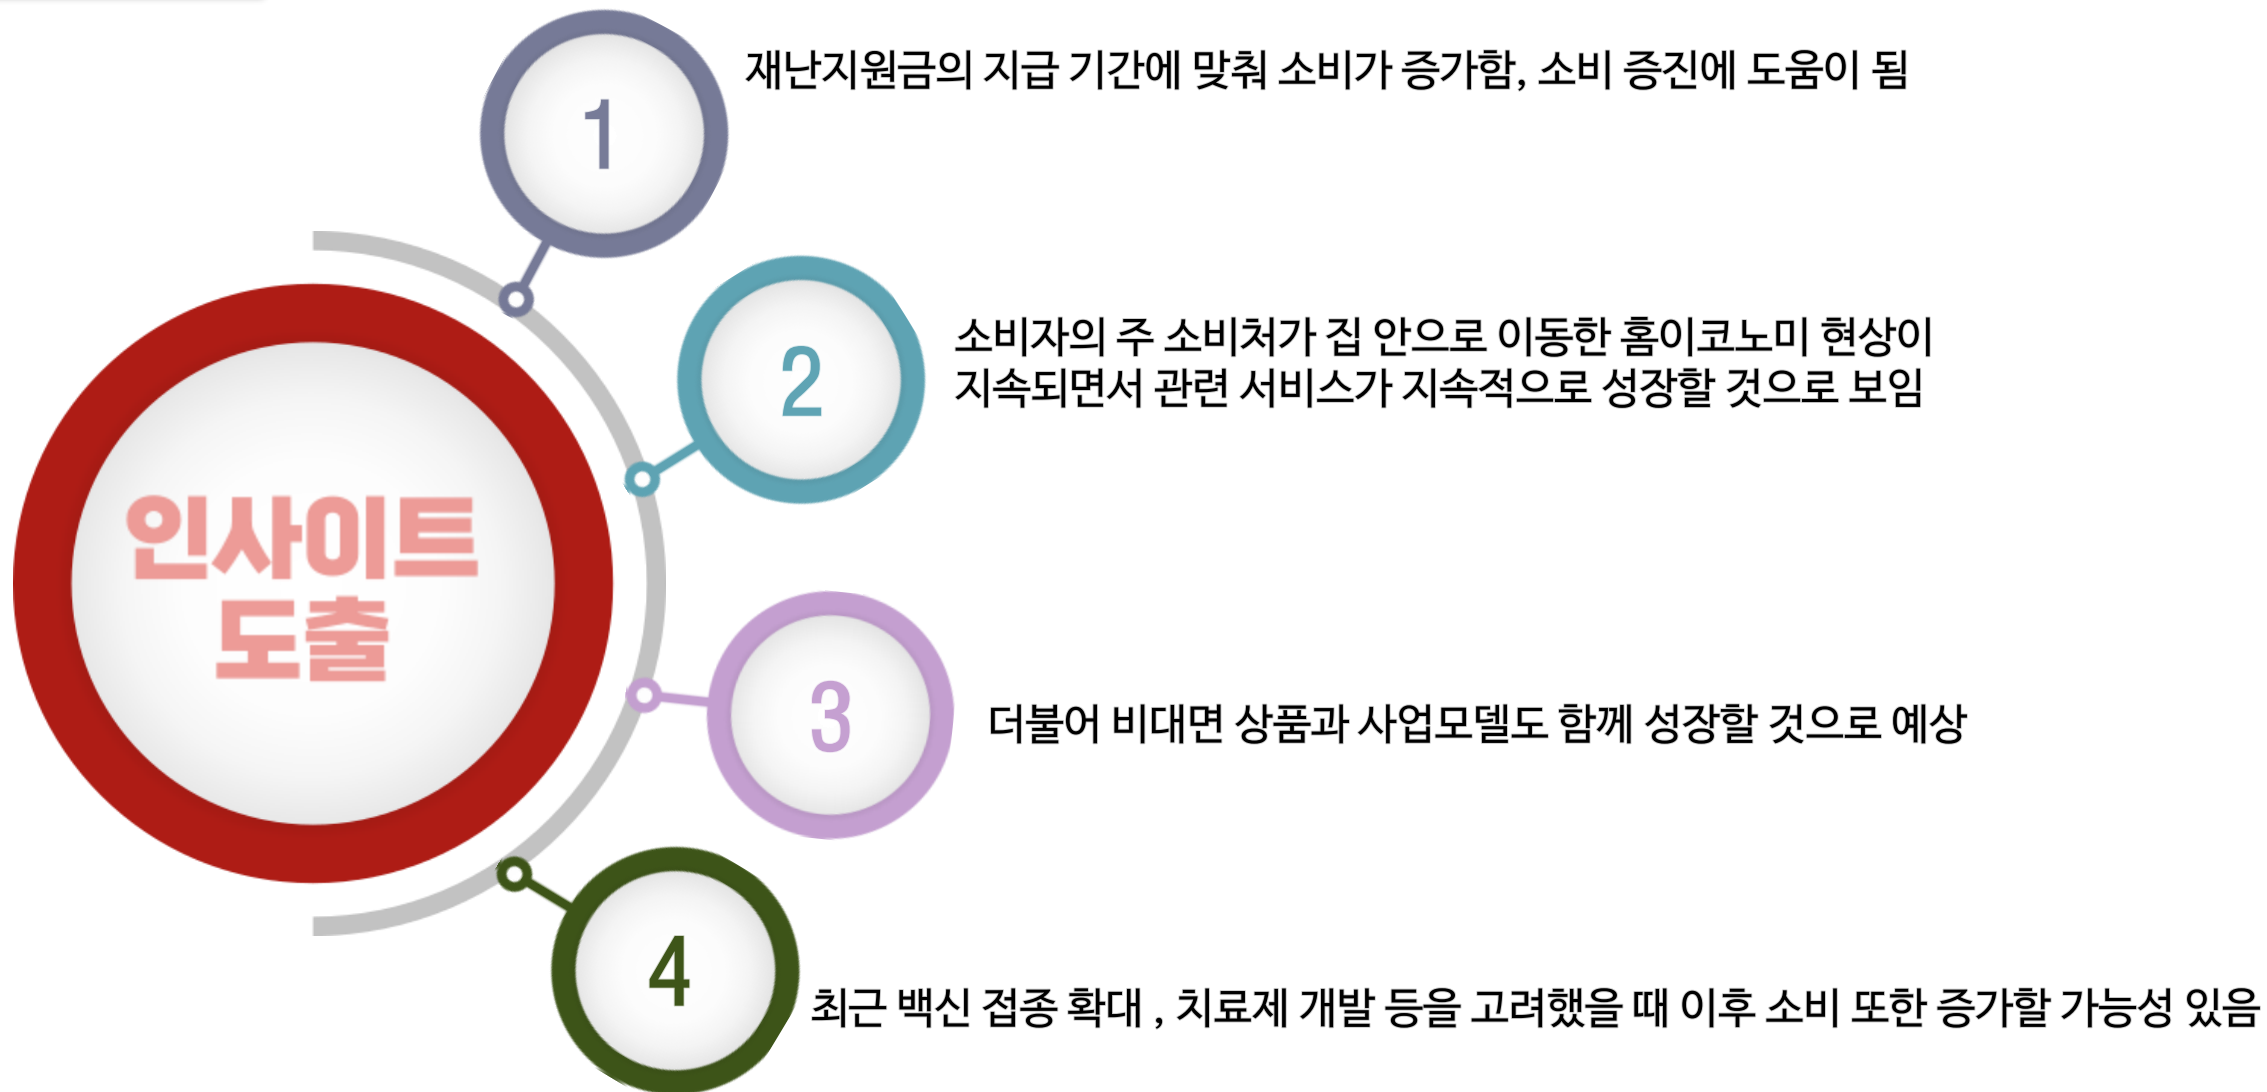 1
재난지원금의 지급 기간에 맞춰 소비가 증가함, 소비 증진에 도움이 됨
2
소비자의 주 소비처가 집 안으로 이동한 홈이코노미 현상이
지속되면서 관련 서비스가 지속적으로 성장할 것으로 보임
인사이트
도출
3
더불어 비대면 상품과 사업모델도 함께 성장할 것으로 예상
4
최근 백신 접종 확대 , 치료제 개발 등을 고려했을 때 이후 소비 또한 증가할 가능성 있음